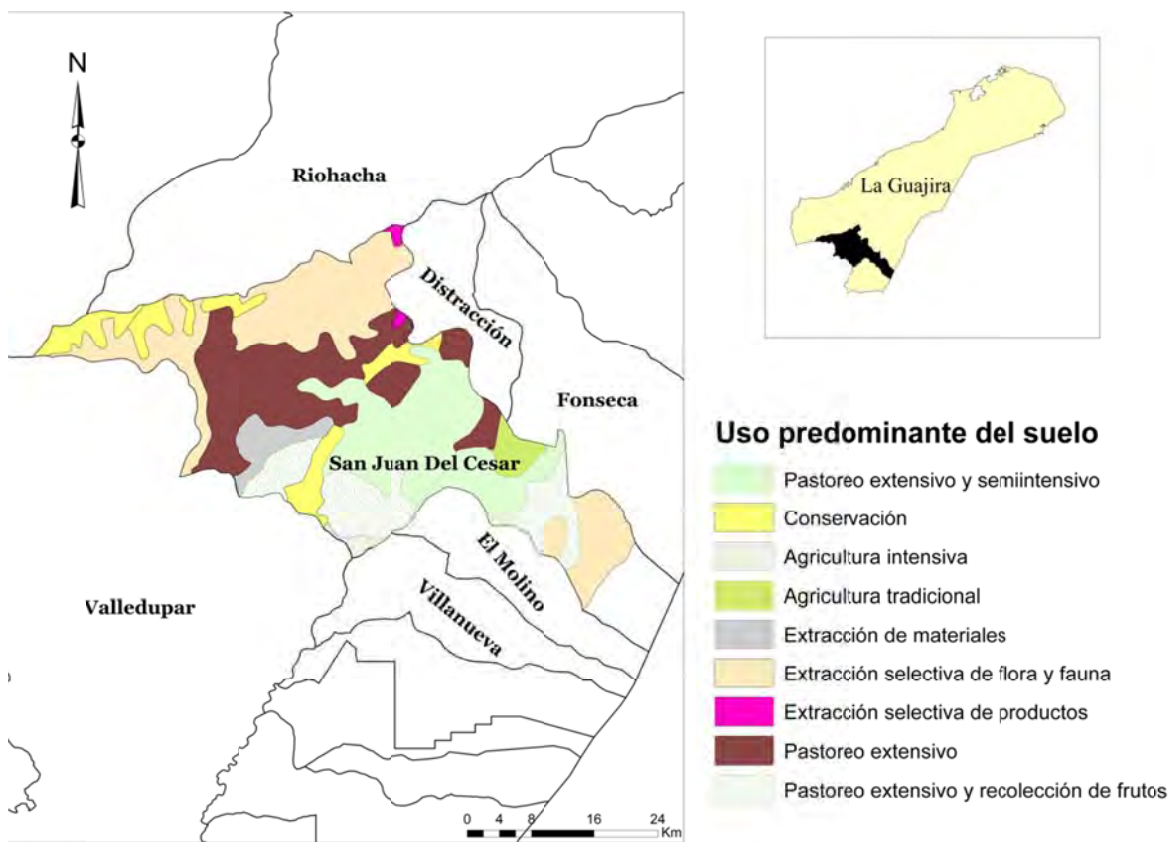 N
Riohacha
Distracción
Fonseca
San Juan Del Cesar
El Molino
Villanueva
Valledupar
0 4 8 16 24
Km
La Guajira
Uso predominante del suelo
Pastoreo extensivo y semiintensivo
Conservación
Agricultura intensiva
Agricultura tradicional
Extracción de materiales
Extracción selectiva de flora y fauna
Extracción selectiva de productos
Pastoreo extensivo
Pastoreo extensivo y recolección de frutos